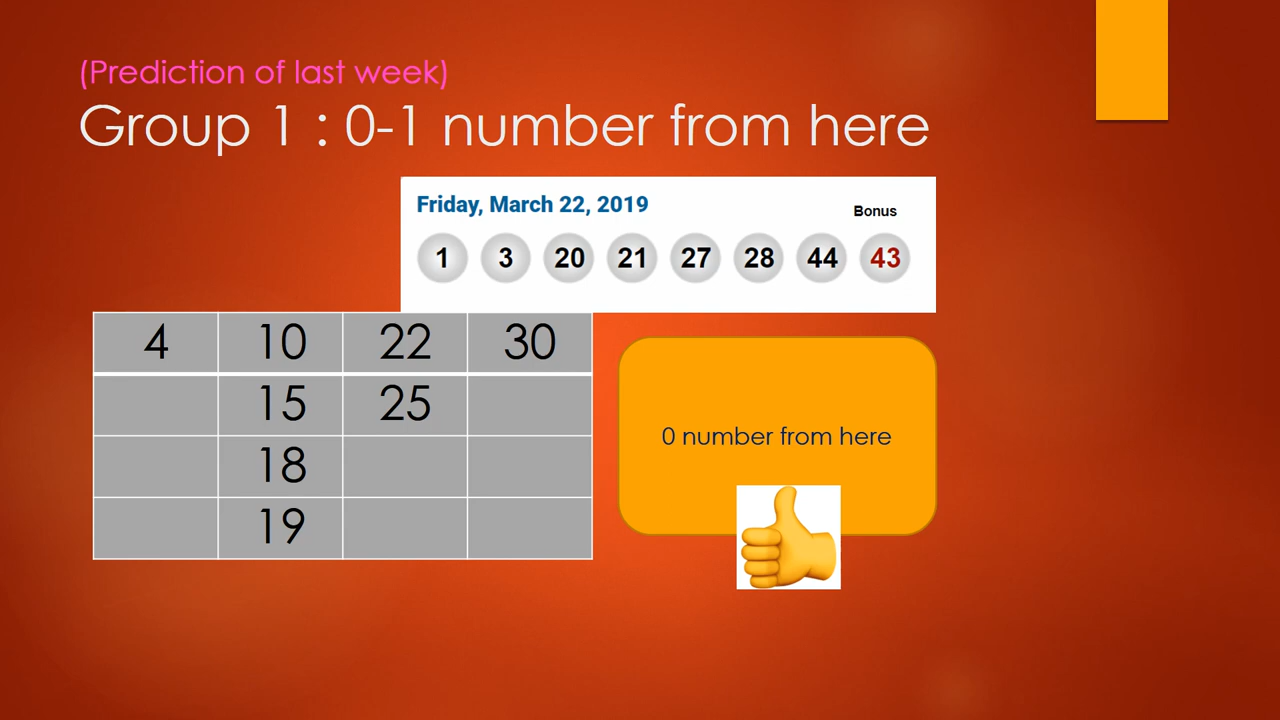 (Prediction of last week)
Group 1 : 0-1 number from here
Friday, March 22, 2019
Bonus
1 3 20 21 27 28 44 43
4 10 22 30
15 25
18
19
0 number from here